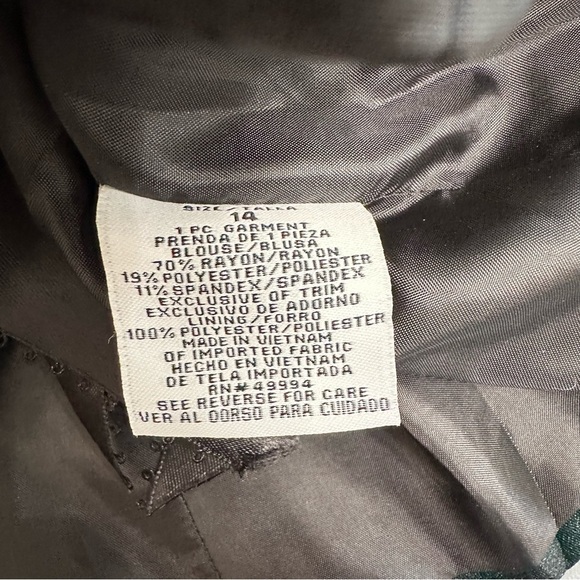 SIZE/TALLA
14
1 PC GARMENT
PRENDA DE 1 PIEZA
BLOUSE/BLUSA
70% RAYON/RAYON
19% POLYESTER/POLIESTER
11% SPANDEX/SPANDEX
EXCLUSIVE OF TRIM
EXCLUSIVO DE ADORNO
LINING/FORRO
100% POLYESTER/POLIESTER
MADE IN VIETNAM
OF IMPORTED FABRIC
HECHO EN VIETNAM
DE TELA IMPORTADA
RN# 49994
SEE REVERSE FOR CARE
VER AL DORSO PARA CUIDADO